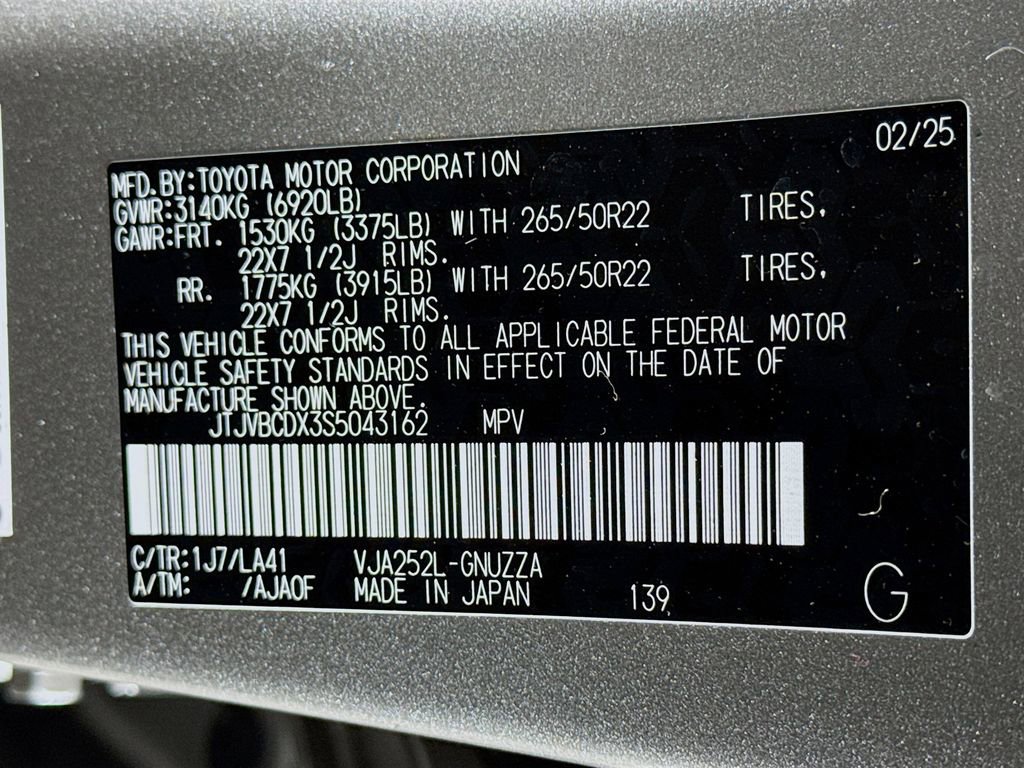 02/25
MFD.BY:TOYOTA MOTOR CORPORATION
GVWR:3140KG (6920LB)
GAWR:FRT. 1530KG (3375LB) WITH 265/50R22 TIRES,
22X7 1/2J RIMS.
RR. 1775KG (3915LB) WITH 265/50R22 TIRES,
22X7 1/2J RIMS.
THIS VEHICLE CONFORMS TO ALL APPLICABLE FEDERAL MOTOR
VEHICLE SAFETY STANDARDS IN EFFECT ON THE DATE OF
MANUFACTURE SHOWN ABOVE.
JTJVBCDX3S5043162 MPV
C/TR:1J7/LA41 VJA252L-GNUZZA
A/TM: /AJA0F MADE IN JAPAN 139 G